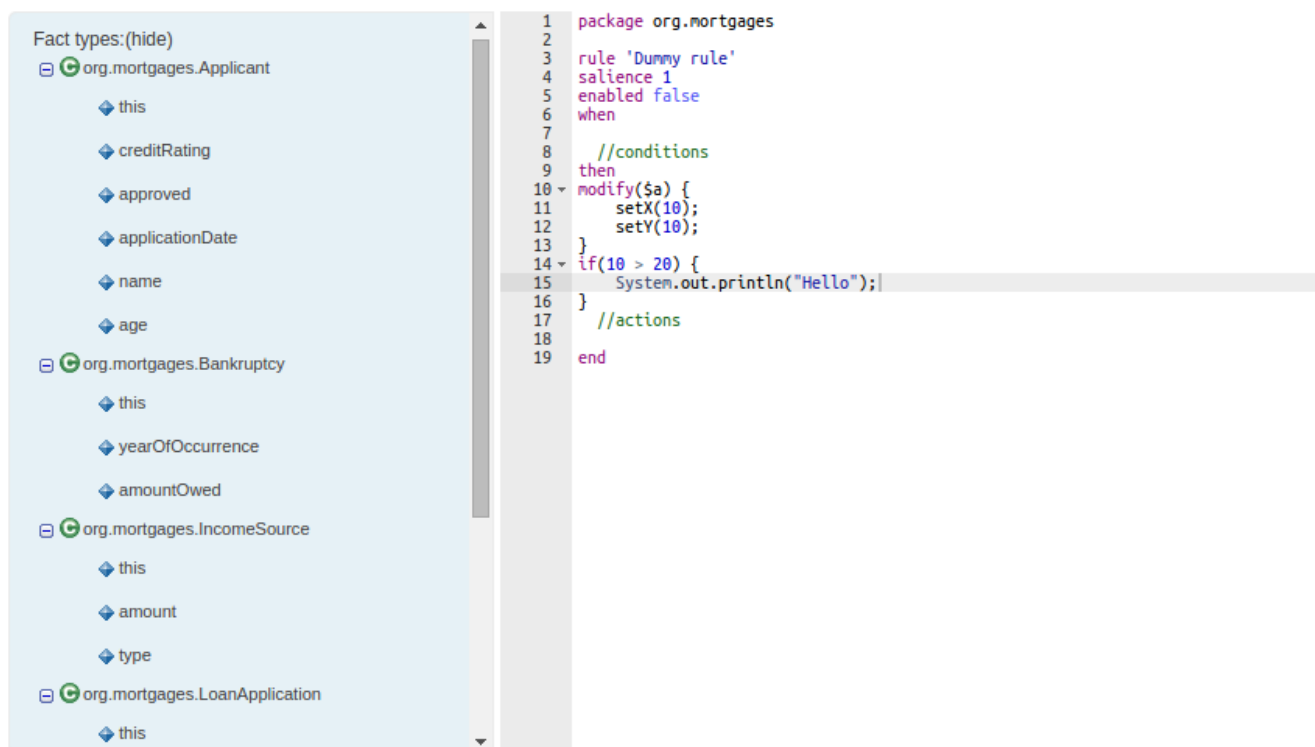 Fact types:(hide)
org.mortgages.Applicant
this
creditRating
approved
applicationDate
name
age
org.mortgages.Bankruptcy
this
yearOfOccurrence
amountOwed
org.mortgages.IncomeSource
this
amount
type
org.mortgages.LoanApplication
this
1 package org.mortgages
2
3 rule 'Dummy rule'
4 salience 1
5 enabled false
6 when
7
8 //conditions
9 then
10 modify($a) {
11 setX(10);
12 setY(10);
13 }
14 if(10 > 20) {
15 System.out.println("Hello");
16 }
17 //actions
18
19 end